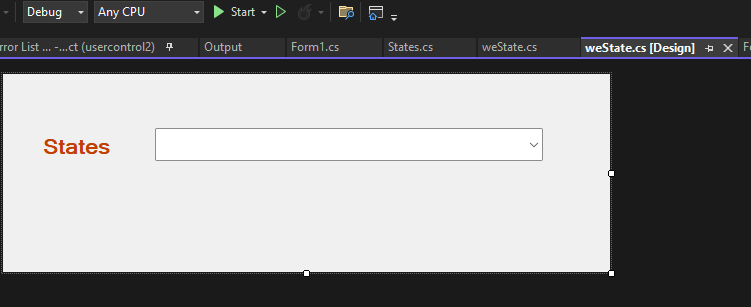 Debug Any CPU Start
rror List ... -...ct (usercontrol2) Output Form1.cs States.cs weState.cs weState.cs [Design] F
States